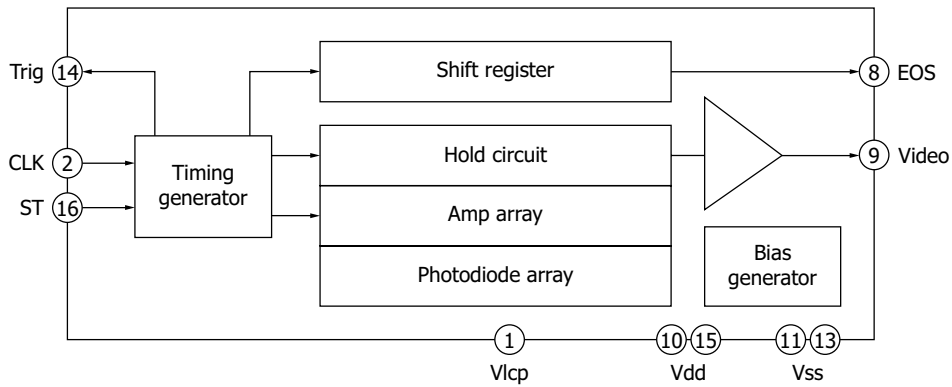 Shift register
Trig 14
8 EOS
Hold circuit
CLK 2
Timing
generator
9 Video
ST 16
Amp array
Photodiode array
Bias
generator
1
10 15
11 13
Vlcp
Vdd
Vss